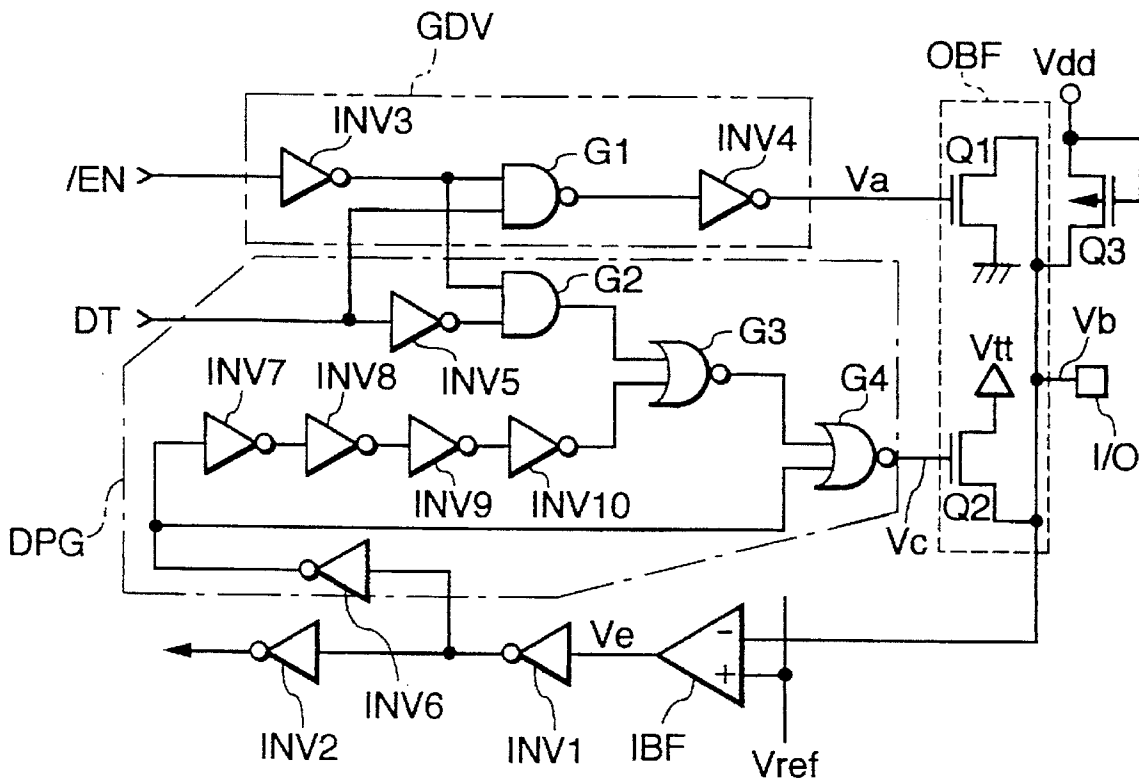 GDV
OBF
Vdd
INV3
G1
INV4
Q1
/EN
Va
Q3
G2
DT
G3
Vtt
Vb
INV7
INV8
INV5
G4
I/O
INV9
INV10
Q2
DPG
Vc
Ve
-
+
INV6
INV2
INV1
IBF
Vref